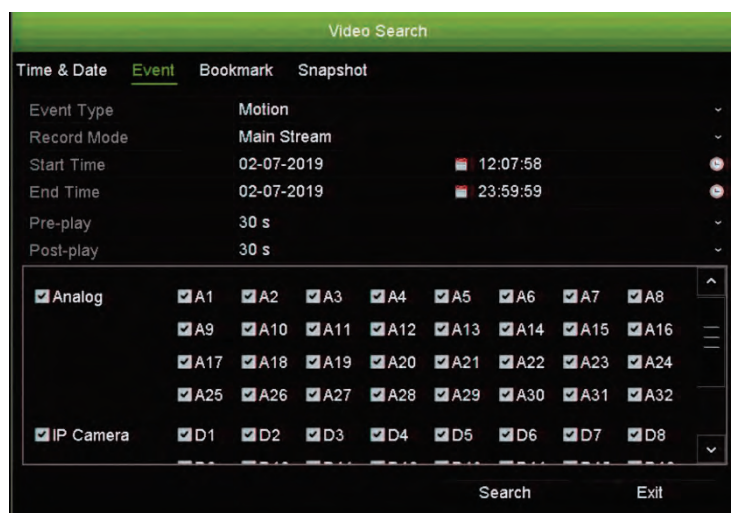 Video Search
Time & Date Event Bookmark Snapshot
Event Type Motion
Record Mode Main Stream
Start Time 02-07-2019 12:07:58
End Time 02-07-2019 23:59:59
Pre-play 30 s
Post-play 30 s
Analog A1 A2 A3 A4 A5 A6 A7 A8
A9 A10 A11 A12 A13 A14 A15 A16
A17 A18 A19 A20 A21 A22 A23 A24
A25 A26 A27 A28 A29 A30 A31 A32
IP Camera D1 D2 D3 D4 D5 D6 D7 D8
Search Exit